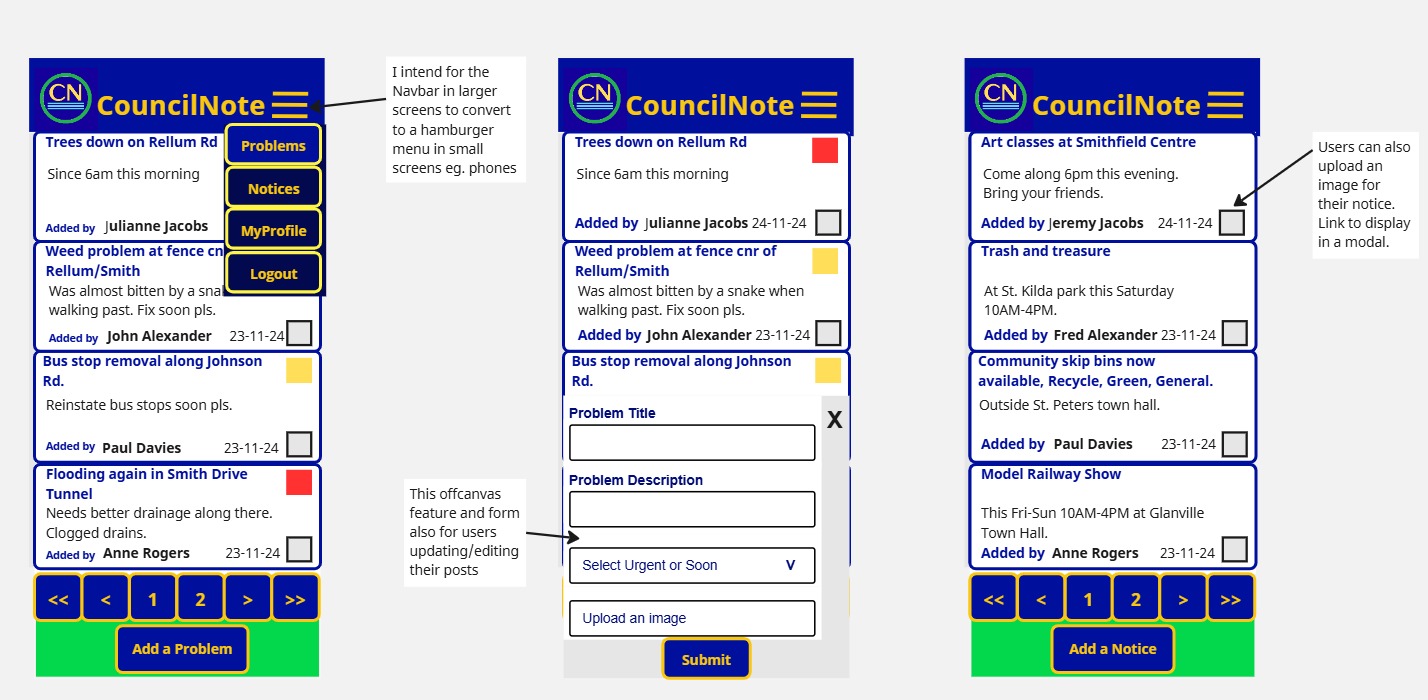 CN
CouncilNote
Problems
Notices
MyProfile
Logout
Trees down on Rellum Rd
Since 6am this morning
Added by Julianne Jacobs
Weed problem at fence cn
Rellum/Smith
Was almost bitten by a snak
walking past. Fix soon pls.
Added by John Alexander 23-11-24
Bus stop removal along Johnson
Rd.
Reinstate bus stops soon pls.
Added by Paul Davies 23-11-24
Flooding again in Smith Drive
Tunnel
Needs better drainage along there.
Clogged drains.
Added by Anne Rogers 23-11-24
<< < 1 2 > >>
Add a Problem
I intend for the
Navbar in larger
screens to convert
to a hamburger
menu in small
screens eg. phones
CN
CouncilNote
Trees down on Rellum Rd
Since 6am this morning
Added by Julianne Jacobs 24-11-24
Weed problem at fence cnr of
Rellum/Smith
Was almost bitten by a snake when
walking past. Fix soon pls.
Added by John Alexander 23-11-24
Bus stop removal along Johnson
Rd.
X
Problem Title
Problem Description
Select Urgent or Soon V
Upload an image
Submit
This offcanvas
feature and form
also for users
updating/editing
their posts
CN
CouncilNote
Art classes at Smithfield Centre
Come along 6pm this evening.
Bring your friends.
Added by Jeremy Jacobs 24-11-24
Trash and treasure
At St. Kilda park this Saturday
10AM-4PM.
Added by Fred Alexander 23-11-24
Community skip bins now
available, Recycle, Green, General.
Outside St. Peters town hall.
Added by Paul Davies 23-11-24
Model Railway Show
This Fri-Sun 10AM-4PM at Glanville
Town Hall.
Added by Anne Rogers 23-11-24
<< < 1 2 > >>
Add a Notice
Users can also
upload an
image for
their notice.
Link to display
in a modal.